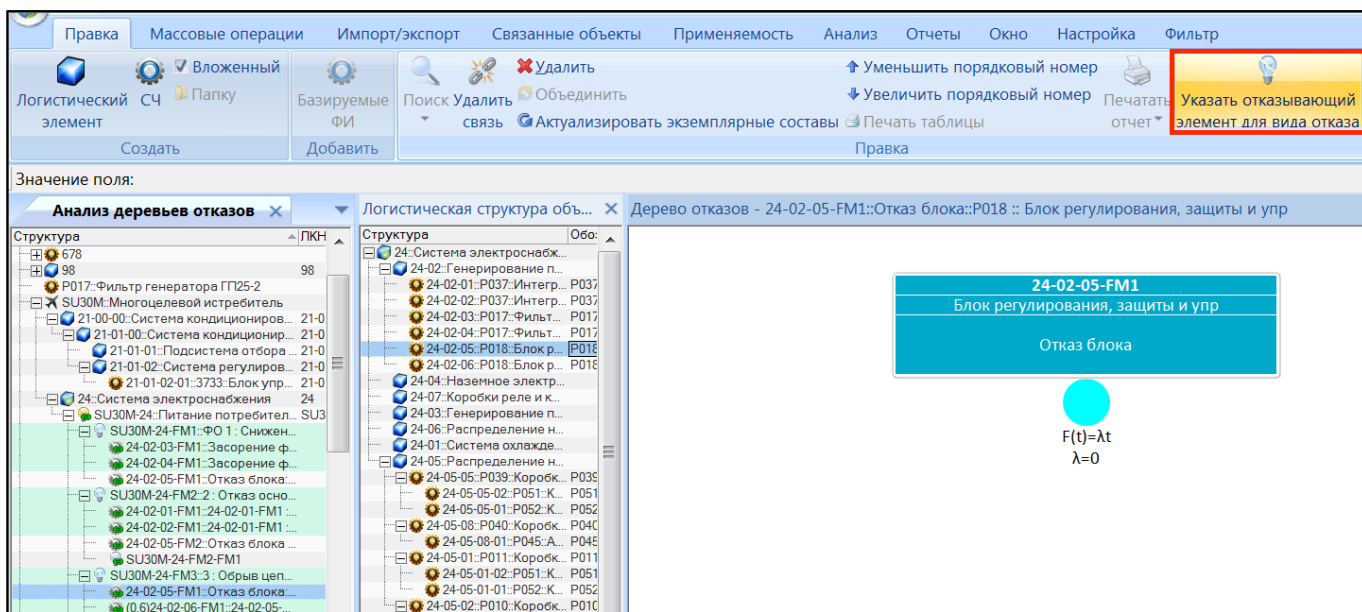 Правка Массовые операции Импорт/экспорт Связанные объекты Применяемость Анализ Отчеты Окно Настройка Фильтр
Логистический элемент
СЧ
Вложенный
Папку
Создать
Базируемые ФИ
Добавить
Поиск
Удалить связь
Удалить
Объединить
Актуализировать экземплярные составы
Уменьшить порядковый номер
Увеличить порядковый номер
Печать таблицы
Печатать отчет
Правка
Указать отказывающий
элемент для вида отказа
Значение поля:
Анализ деревьев отказов
Структура ЛКН
678
98 98
P017::Фильтр генератора ГП25-2
SU30M::Многоцелевой истребитель
21-00-00::Система кондициониров... 21-0
21-01-00::Система кондиционир... 21-0
21-01-01::Подсистема отбора ... 21-0
21-01-02::Система регулиров... 21-0
21-01-02-01::3733::Блок упр... 21-0
24::Система электроснабжения 24
SU30M-24::Питание потребител... SU3
SU30M-24-FM1::ФО 1 : Снижен...
24-02-03-FM1::Засорение ф...
24-02-04-FM1::Засорение ф...
24-02-05-FM1::Отказ блока:...
SU30M-24-FM2::2 : Отказ осно...
24-02-01-FM1::24-02-01-FM1 :...
24-02-02-FM1::24-02-01-FM1 :...
24-02-05-FM2::Отказ блока ...
SU30M-24-FM2-FM1
SU30M-24-FM3::3 : Обрыв цеп...
24-02-05-FM1::Отказ блока:...
(0.6)24-02-06-FM1::24-02-05-...
Логистическая структура объ...
Структура Обо:
24::Система электроснабж...
24-02::Генерирование п...
24-02-01::P037::Интегр... P037
24-02-02::P037::Интегр... P037
24-02-03::P017::Фильт... P017
24-02-04::P017::Фильт... P017
24-02-05::P018::Блок р... P018
24-02-06::P018::Блок р... P018
24-04::Наземное электр...
24-07::Коробки реле и к...
24-03::Генерирование п...
24-06::Распределение н...
24-01::Система охлажде...
24-05::Распределение н...
24-05-05::P039::Коробк... P039
24-05-05-02::P051::К... P051
24-05-05-01::P052::К... P052
24-05-08::P040::Коробк... P040
24-05-08-01::P045::А... P045
24-05-01::P011::Коробк... P011
24-05-01-02::P051::К... P051
24-05-01-01::P052::К... P052
24-05-02::P010::Коробк... P010
Дерево отказов - 24-02-05-FM1::Отказ блока::P018 :: Блок регулирования, защиты и упр
24-02-05-FM1
Блок регулирования, защиты и упр
Отказ блока
F(t)=λt
λ=0